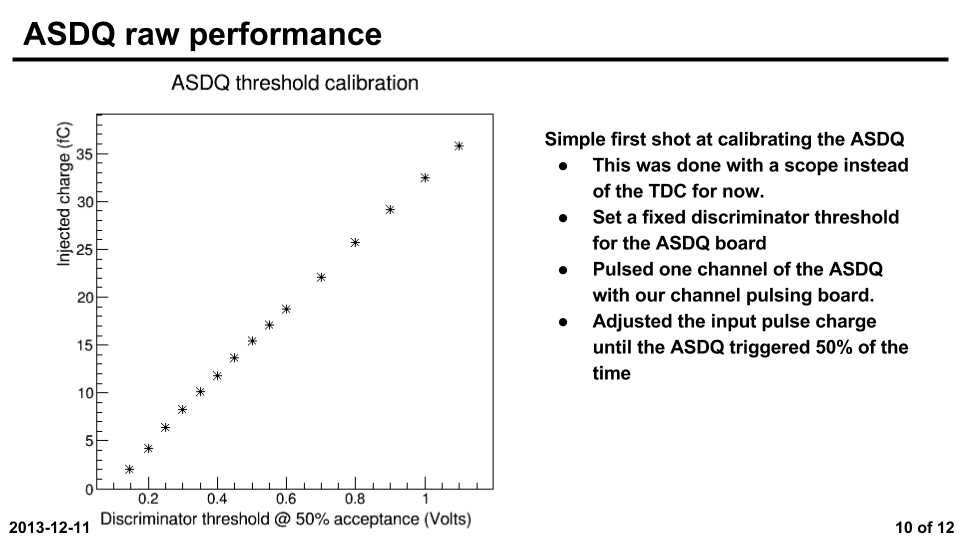 ASDQ raw performance
ASDQ threshold calibration
Injected charge (fC)
35
30
25
20
15
10
5
0
0.2 0.4 0.6 0.8 1
Discriminator threshold @ 50% acceptance (Volts)
Simple first shot at calibrating the ASDQ
● This was done with a scope instead
of the TDC for now.
● Set a fixed discriminator threshold
for the ASDQ board
● Pulsed one channel of the ASDQ
with our channel pulsing board.
● Adjusted the input pulse charge
until the ASDQ triggered 50% of the
time
2013-12-11
10 of 12